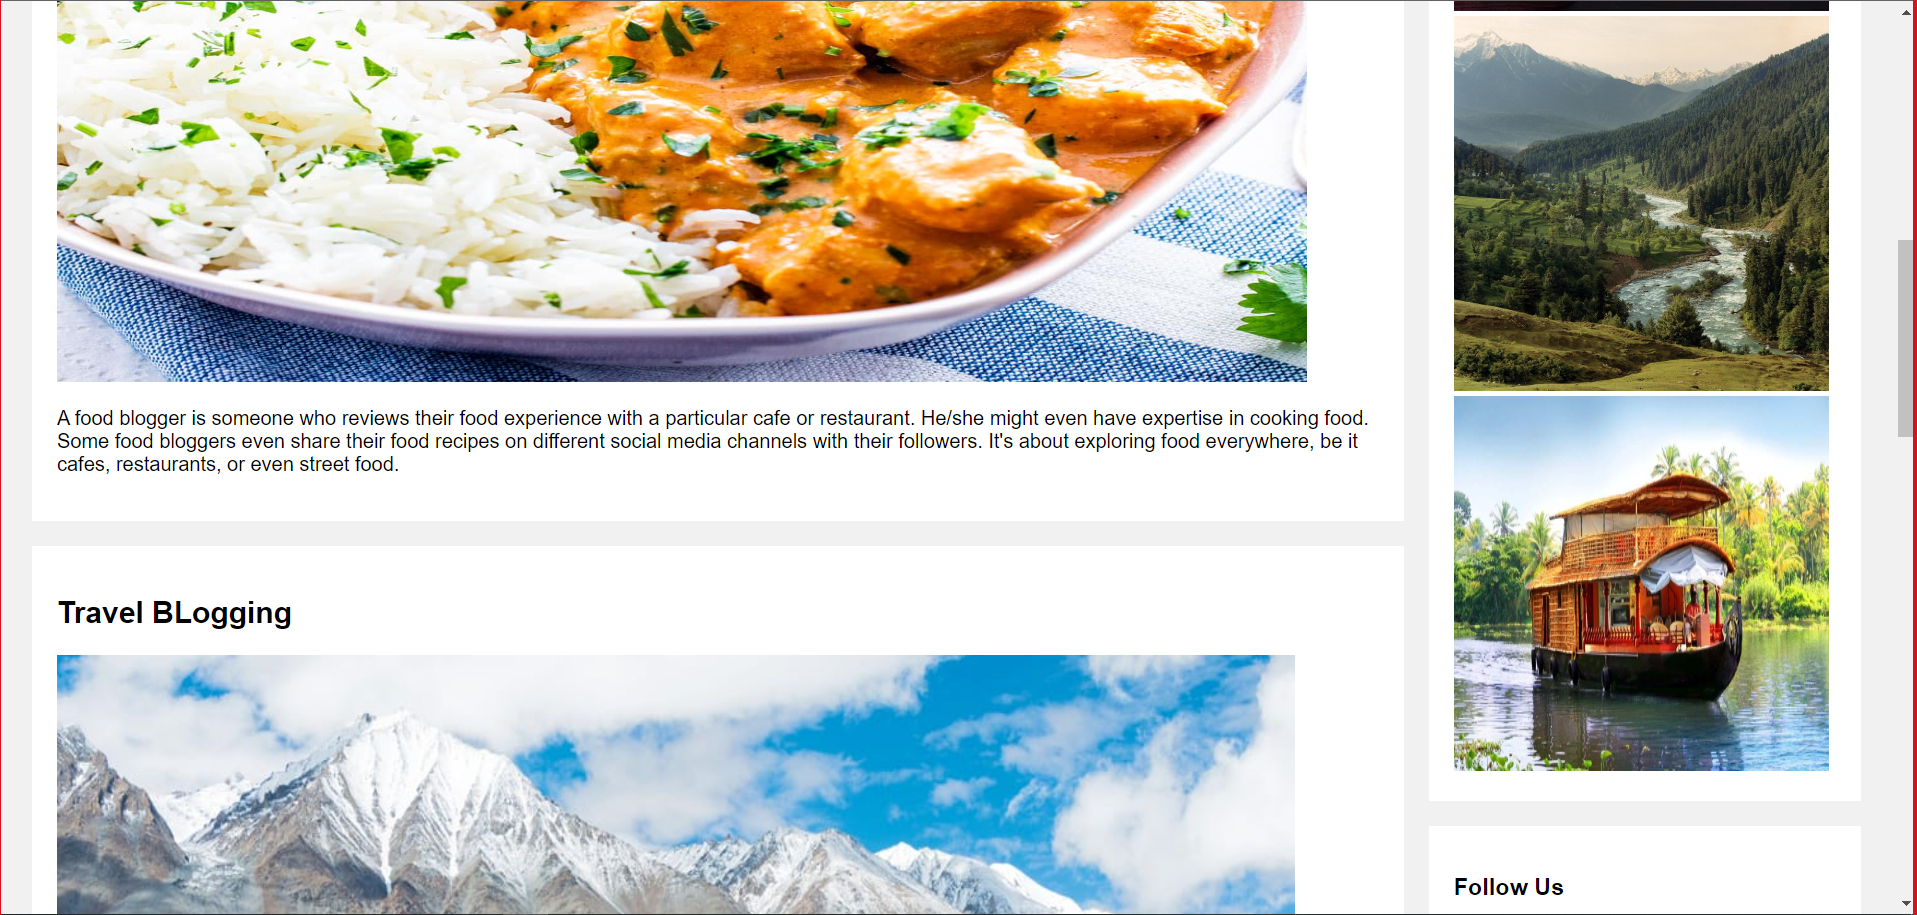 A food blogger is someone who reviews their food experience with a particular cafe or restaurant. He/she might even have expertise in cooking food.
Some food bloggers even share their food recipes on different social media channels with their followers. It's about exploring food everywhere, be it
cafes, restaurants, or even street food.
Travel BLogging
Follow Us